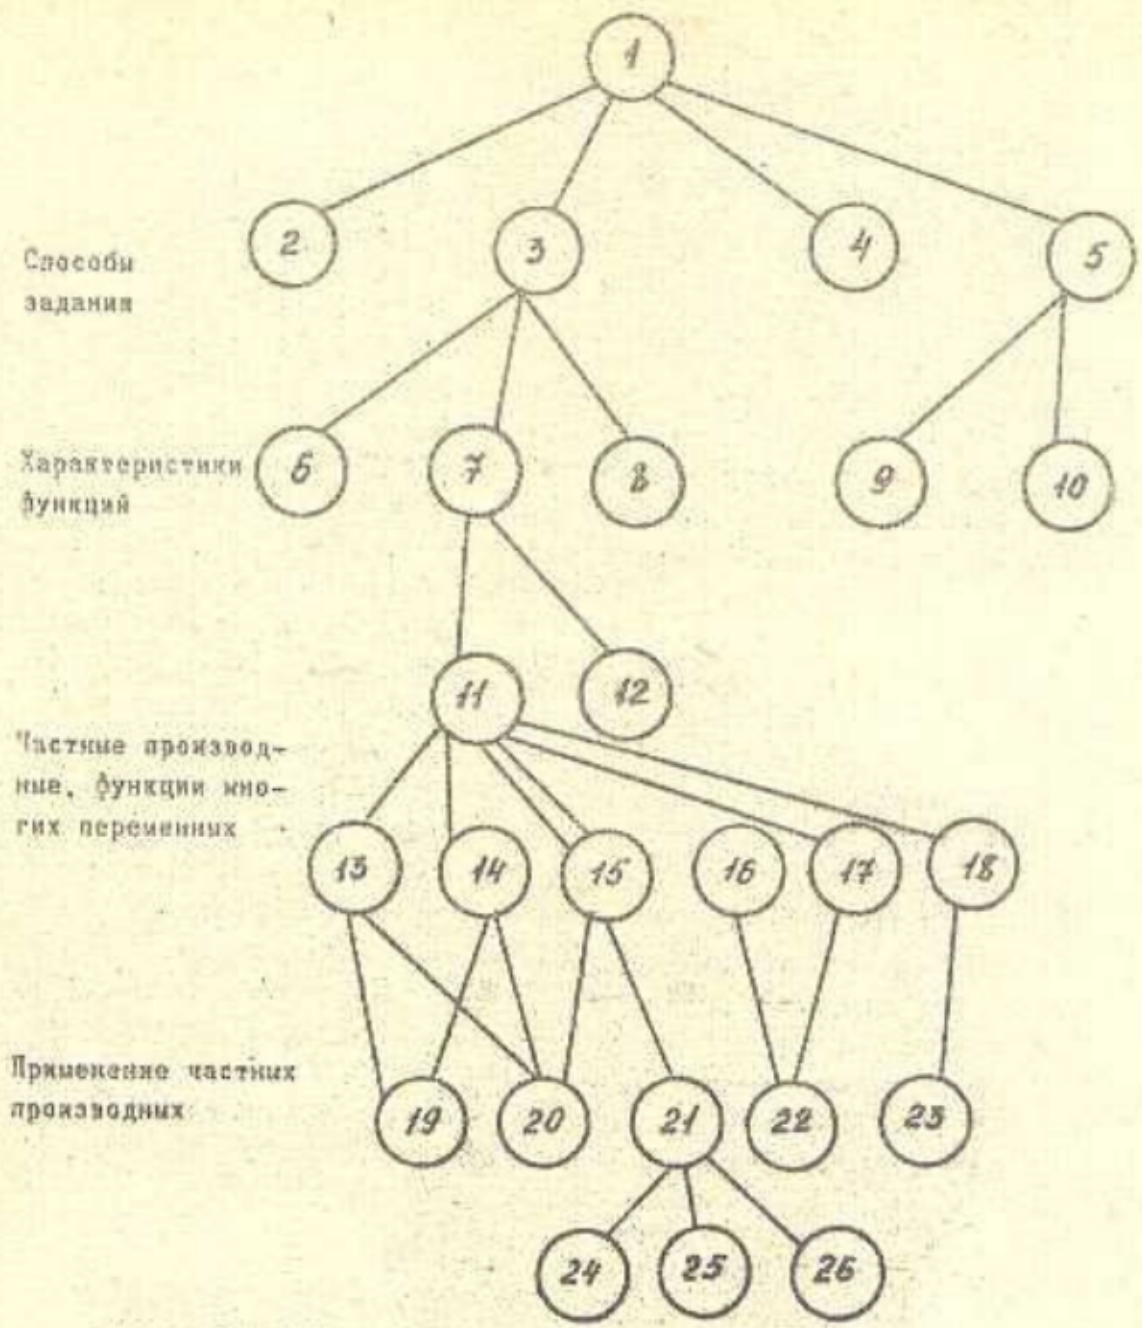 1
2
3
4
5
Способы
задания
6
7
8
9
10
Характеристики
функций
11
12
Частные производ-
ные, функции мно-
гих переменных
13
14
15
16
17
18
Применение частных
производных
19
20
21
22
23
24
25
26